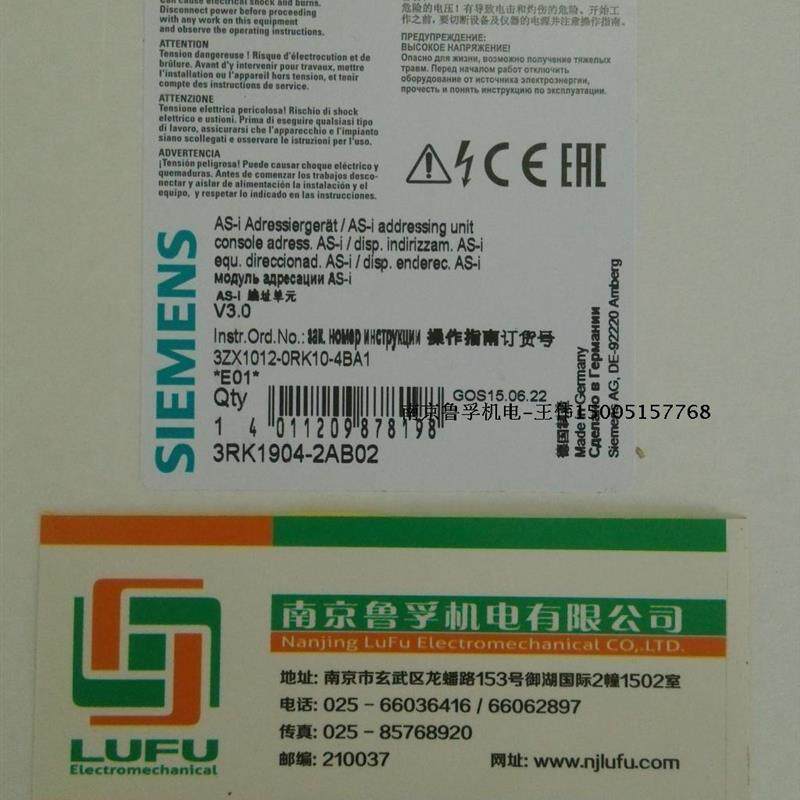 Can cause electrical shock and burns.
Disconnect power before proceeding
with any work on this equipment
and observe the operating instructions.
ATTENTION
Tension dangereuse ! Risque d'électrocution et de
brûlure. Avant d'y intervenir pour travaux, mettre
l'installation ou l'appareil hors tension, et tenir
compte des instructions de service.
ATTENZIONE
Tensione elettrica pericolosa! Rischio di shock
elettrico e ustioni. Prima di eseguire qualsiasi tipo
di lavoro, assicurarsi che l'apparecchio e l'impianto
siano scollegati e osservare le istruzioni per l'uso.
ADVERTENCIA
¡Tensión peligrosa! Puede causar choque eléctrico y
quemaduras. Antes de comenzar los trabajos desco-
nectar y aislar de alimentación la instalación y el
equipo, y respetar lo indicado en las instrucciones.
危险的电压！有导致电击和灼伤的危险。开始工
作之前，要切断设备及仪器的电源并注意操作指南。
ПРЕДУПРЕЖДЕНИЕ:
ВЫСОКОЕ НАПРЯЖЕНИЕ!
Опасно для жизни, возможно получение тяжелых
травм. Перед началом работ отключить
оборудование от источника электроэнергии,
прочесть и понять инструкцию по эксплуатации.
CE EAC
SIEMENS
AS-i Adressiergerät / AS-i addressing unit
console adress. AS-i / disp. indirizzam. AS-i
equ. direccionad. AS-i / disp. enderec. AS-i
модуль адресации AS-i
AS-I 编址单元
V3.0
Instr.Ord.No.: зак. номер инструкции 操作指南订货号
3ZX1012-0RK10-4BA1
*E01*
Qty
1
GOS15.06.22
4 011209 878198
3RK1904-2AB02
德国制造
Made in Germany
Сделано в Германии
Siemens AG, DE-92220 Amberg
南京鲁孚机电-王伟15005157768
LUFU
Electromechanical
南京鲁孚机电有限公司
Nanjing LuFu Electromechanical CO,.LTD.
地址: 南京市玄武区龙蟠路153号御湖国际2幢1502室
电话: 025 - 66036416 / 66062897
传真: 025 - 85768920
邮编: 210037 网址: www.njlufu.com